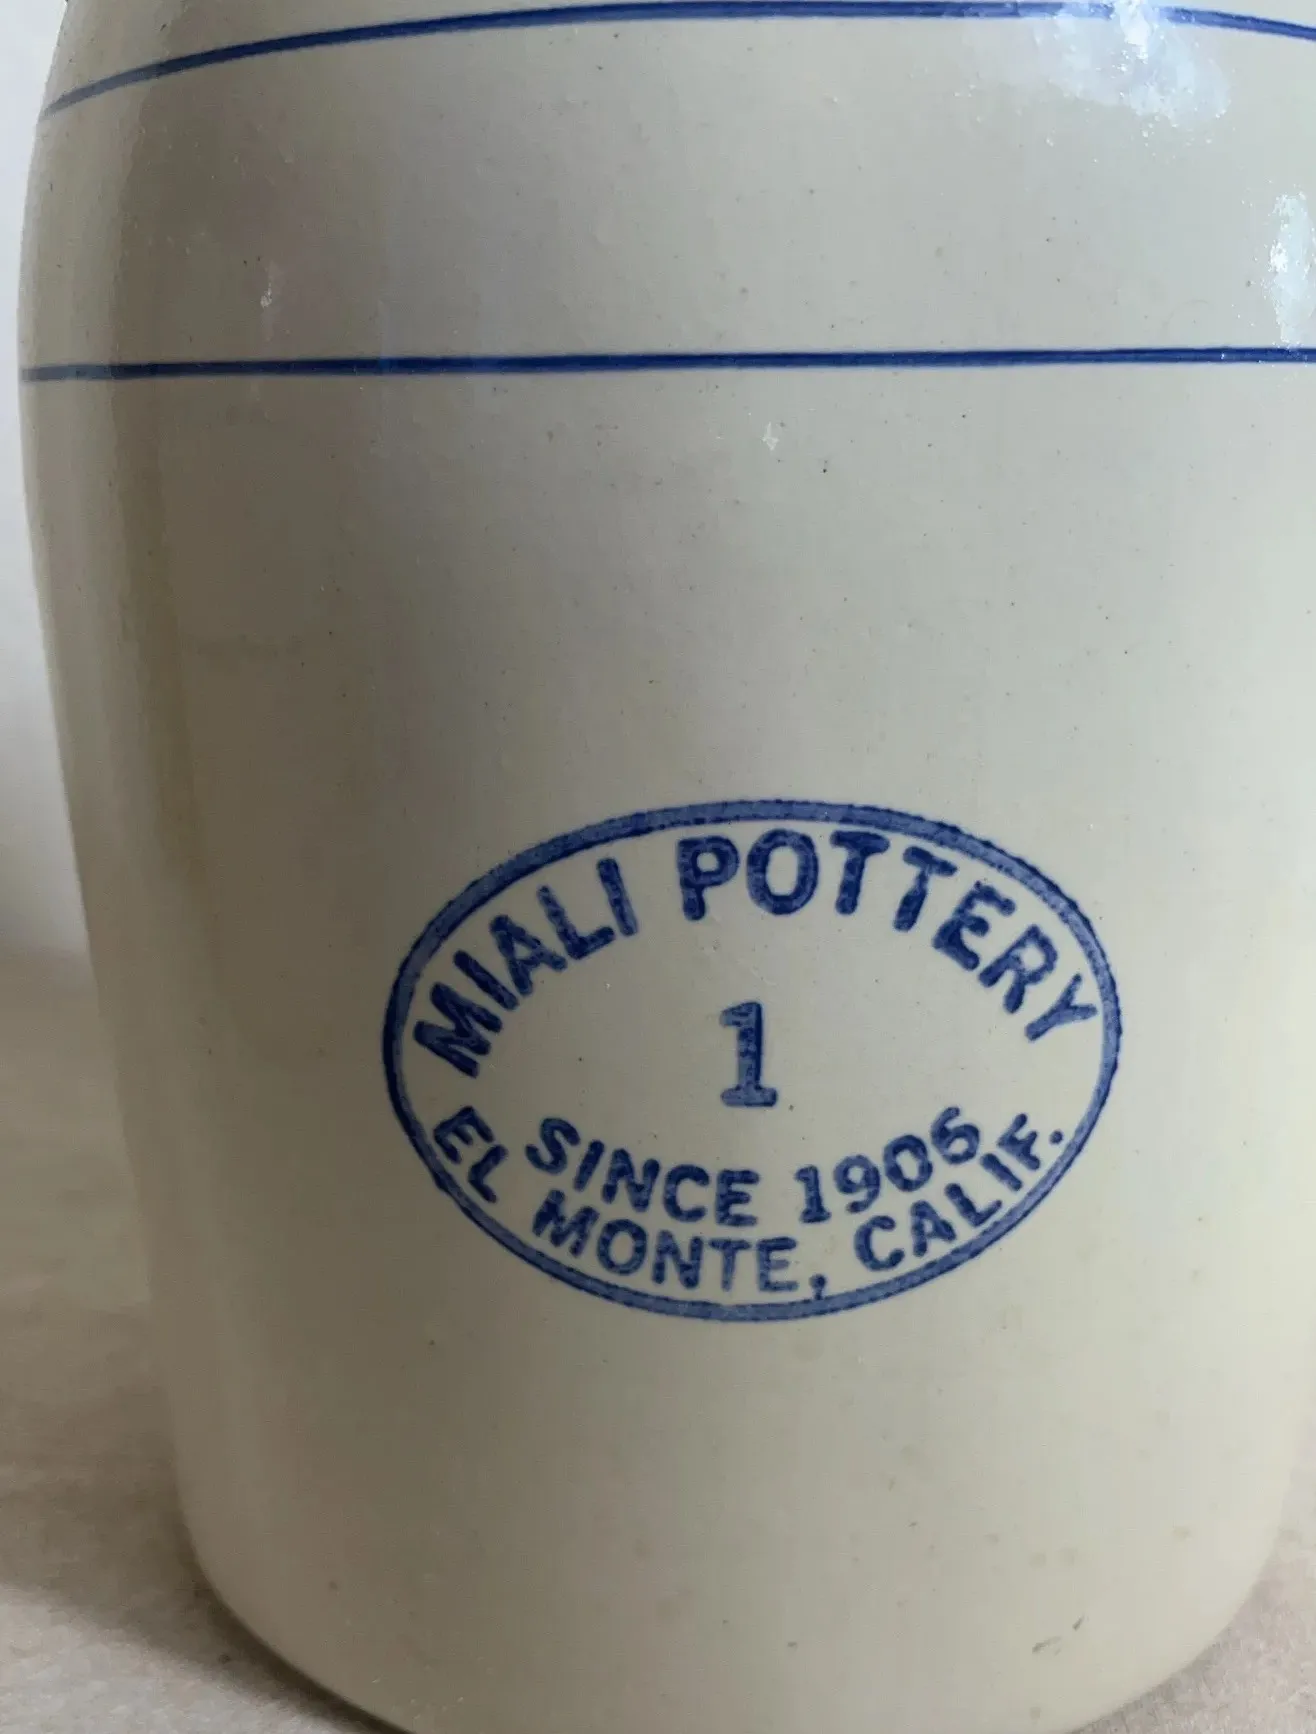 MIALI POTTERY
1
SINCE 1906
EL MONTE, CALIF.